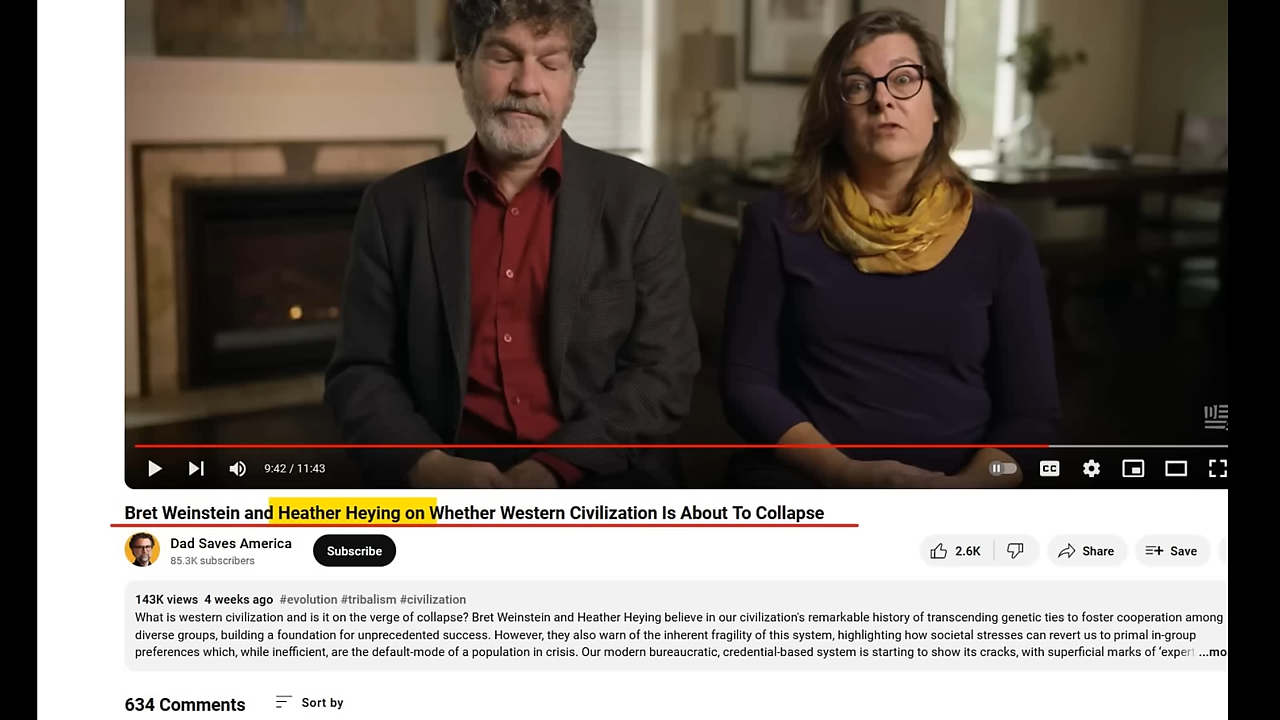 9:42 / 11:43
CC
Bret Weinstein and Heather Heying on Whether Western Civilization Is About To Collapse
Dad Saves America
85.3K subscribers
Subscribe
2.6K
Share
Save
143K views 4 weeks ago #evolution #tribalism #civilization
What is western civilization and is it on the verge of collapse? Bret Weinstein and Heather Heying believe in our civilization's remarkable history of transcending genetic ties to foster cooperation among
diverse groups, building a foundation for unprecedented success. However, they also warn of the inherent fragility of this system, highlighting how societal stresses can revert us to primal in-group
preferences which, while inefficient, are the default-mode of a population in crisis. Our modern bureaucratic, credential-based system is starting to show its cracks, with superficial marks of 'expert ...mo
634 Comments
Sort by